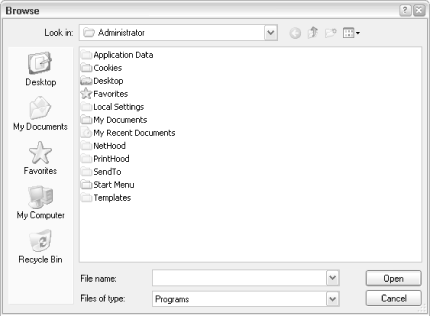 Browse
Look in: Administrator
Application Data
Cookies
Desktop
Favorites
Local Settings
My Documents
My Recent Documents
NetHood
PrintHood
SendTo
Start Menu
Templates
Desktop
My Documents
Favorites
My Computer
Recycle Bin
File name:
Open
Files of type: Programs
Cancel